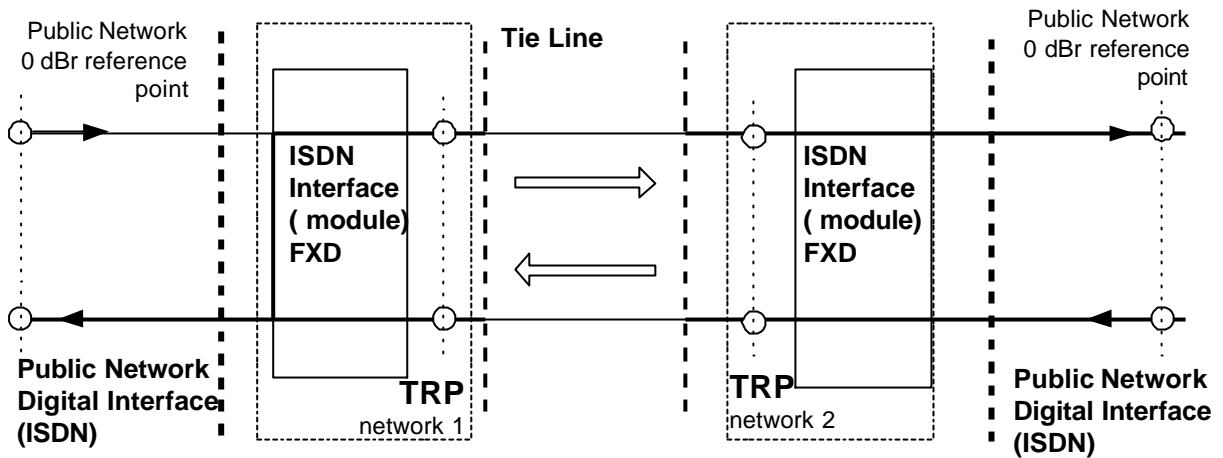 Public Network
0 dBr reference
point
Tie Line
Public Network
0 dBr reference
point
ISDN
Interface
( module)
FXD
ISDN
Interface
( module)
FXD
Public Network
Digital Interface
(ISDN)
TRP
network 1
TRP
network 2
Public Network
Digital Interface
(ISDN)